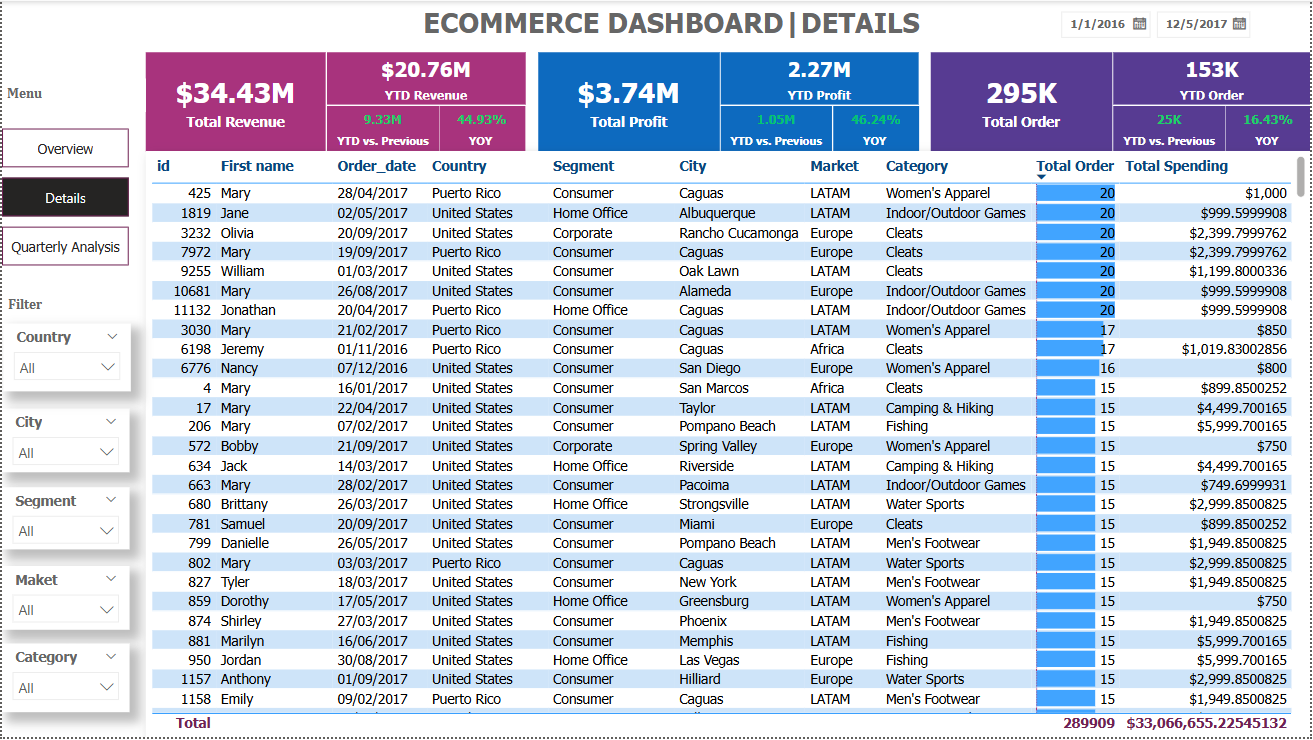 ECOMMERCE DASHBOARD|DETAILS
1/1/2016 12/5/2017
$34.43M
Total Revenue
$20.76M
YTD Revenue
9.33M
YTD vs. Previous
44.93%
YOY
$3.74M
Total Profit
2.27M
YTD Profit
1.05M
YTD vs. Previous
46.24%
YOY
295K
Total Order
153K
YTD Order
25K
YTD vs. Previous
16.43%
YOY
Menu
Overview
Details
Quarterly Analysis
Filter
Country
All
City
All
Segment
All
Maket
All
Category
All
id First name Order_date Country Segment City Market Category Total Order Total Spending
425 Mary 28/04/2017 Puerto Rico Consumer Caguas LATAM Women's Apparel 20 $1,000
1819 Jane 02/05/2017 United States Home Office Albuquerque LATAM Indoor/Outdoor Games 20 $999.5999908
3232 Olivia 20/09/2017 United States Corporate Rancho Cucamonga Europe Cleats 20 $2,399.7999762
7972 Mary 19/09/2017 Puerto Rico Consumer Caguas Europe Cleats 20 $2,399.7999762
9255 William 01/03/2017 United States Consumer Oak Lawn LATAM Cleats 20 $1,199.8000336
10681 Mary 26/08/2017 United States Consumer Alameda Europe Indoor/Outdoor Games 20 $999.5999908
11132 Jonathan 20/04/2017 Puerto Rico Home Office Caguas LATAM Indoor/Outdoor Games 20 $999.5999908
3030 Mary 21/02/2017 Puerto Rico Consumer Caguas LATAM Women's Apparel 17 $850
6198 Jeremy 01/11/2016 Puerto Rico Consumer Caguas Africa Cleats 17 $1,019.83002856
6776 Nancy 07/12/2016 United States Consumer San Diego Europe Women's Apparel 16 $800
4 Mary 16/01/2017 United States Consumer San Marcos Africa Cleats 15 $899.8500252
17 Mary 22/04/2017 United States Consumer Taylor LATAM Camping & Hiking 15 $4,499.700165
206 Mary 07/02/2017 United States Consumer Pompano Beach LATAM Fishing 15 $5,999.700165
572 Bobby 21/09/2017 United States Corporate Spring Valley Europe Women's Apparel 15 $750
634 Jack 14/03/2017 United States Home Office Riverside LATAM Camping & Hiking 15 $4,499.700165
663 Mary 28/02/2017 United States Consumer Pacoima LATAM Indoor/Outdoor Games 15 $749.6999931
680 Brittany 26/03/2017 United States Home Office Strongsville LATAM Water Sports 15 $2,999.8500825
781 Samuel 20/09/2017 United States Consumer Miami Europe Cleats 15 $899.8500252
799 Danielle 26/05/2017 United States Consumer Pompano Beach LATAM Men's Footwear 15 $1,949.8500825
802 Mary 03/03/2017 Puerto Rico Consumer Caguas LATAM Water Sports 15 $2,999.8500825
827 Tyler 18/03/2017 United States Consumer New York LATAM Men's Footwear 15 $1,949.8500825
859 Dorothy 17/05/2017 United States Home Office Greensburg LATAM Women's Apparel 15 $750
874 Shirley 27/03/2017 United States Consumer Phoenix LATAM Men's Footwear 15 $1,949.8500825
881 Marilyn 16/06/2017 United States Consumer Memphis LATAM Fishing 15 $5,999.700165
950 Jordan 30/08/2017 United States Home Office Las Vegas Europe Fishing 15 $5,999.700165
1157 Anthony 01/09/2017 United States Consumer Hilliard Europe Water Sports 15 $2,999.8500825
1158 Emily 09/02/2017 Puerto Rico Consumer Caguas LATAM Men's Footwear 15 $1,949.8500825
Total 289909 $33,066,655.22545132